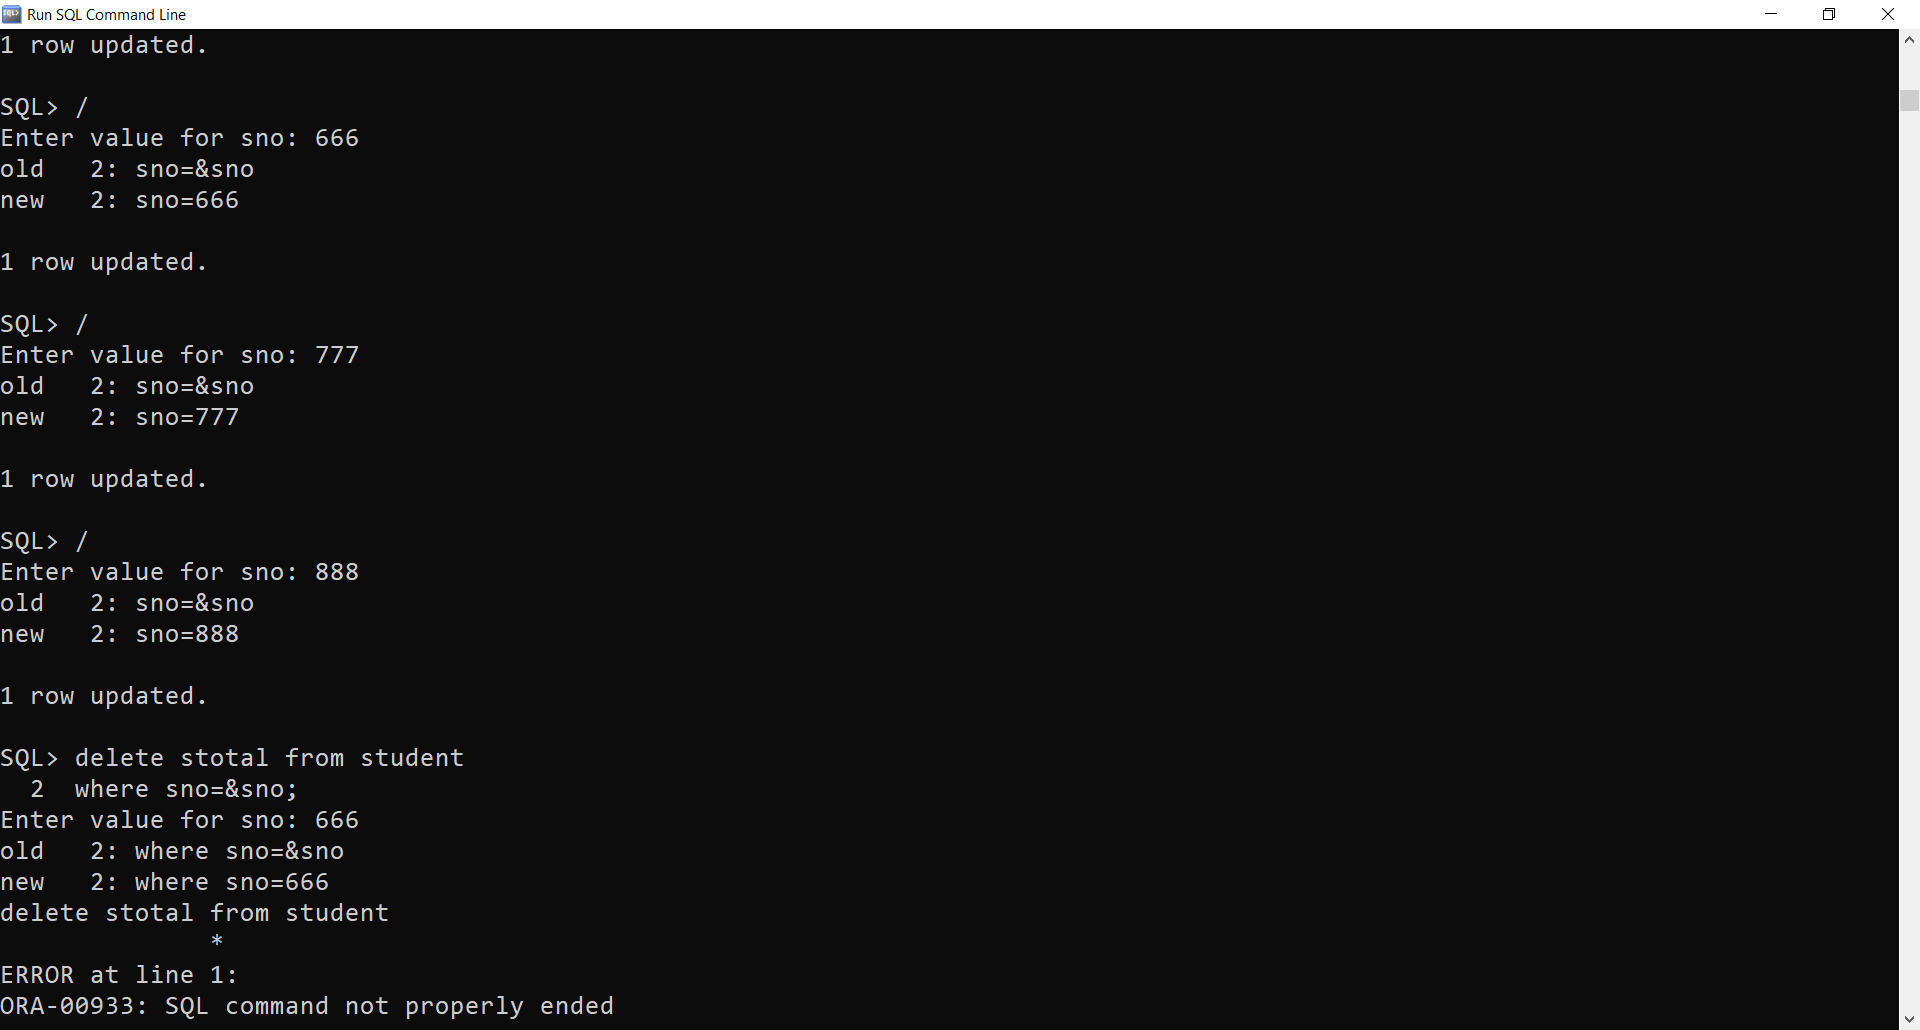 Run SQL Command Line
1 row updated.
SQL> /
Enter value for sno: 666
old   2: sno=&sno
new   2: sno=666
1 row updated.
SQL> /
Enter value for sno: 777
old   2: sno=&sno
new   2: sno=777
1 row updated.
SQL> /
Enter value for sno: 888
old   2: sno=&sno
new   2: sno=888
1 row updated.
SQL> delete stotal from student
  2  where sno=&sno;
Enter value for sno: 666
old   2: where sno=&sno
new   2: where sno=666
delete stotal from student
              *
ERROR at line 1:
ORA-00933: SQL command not properly ended